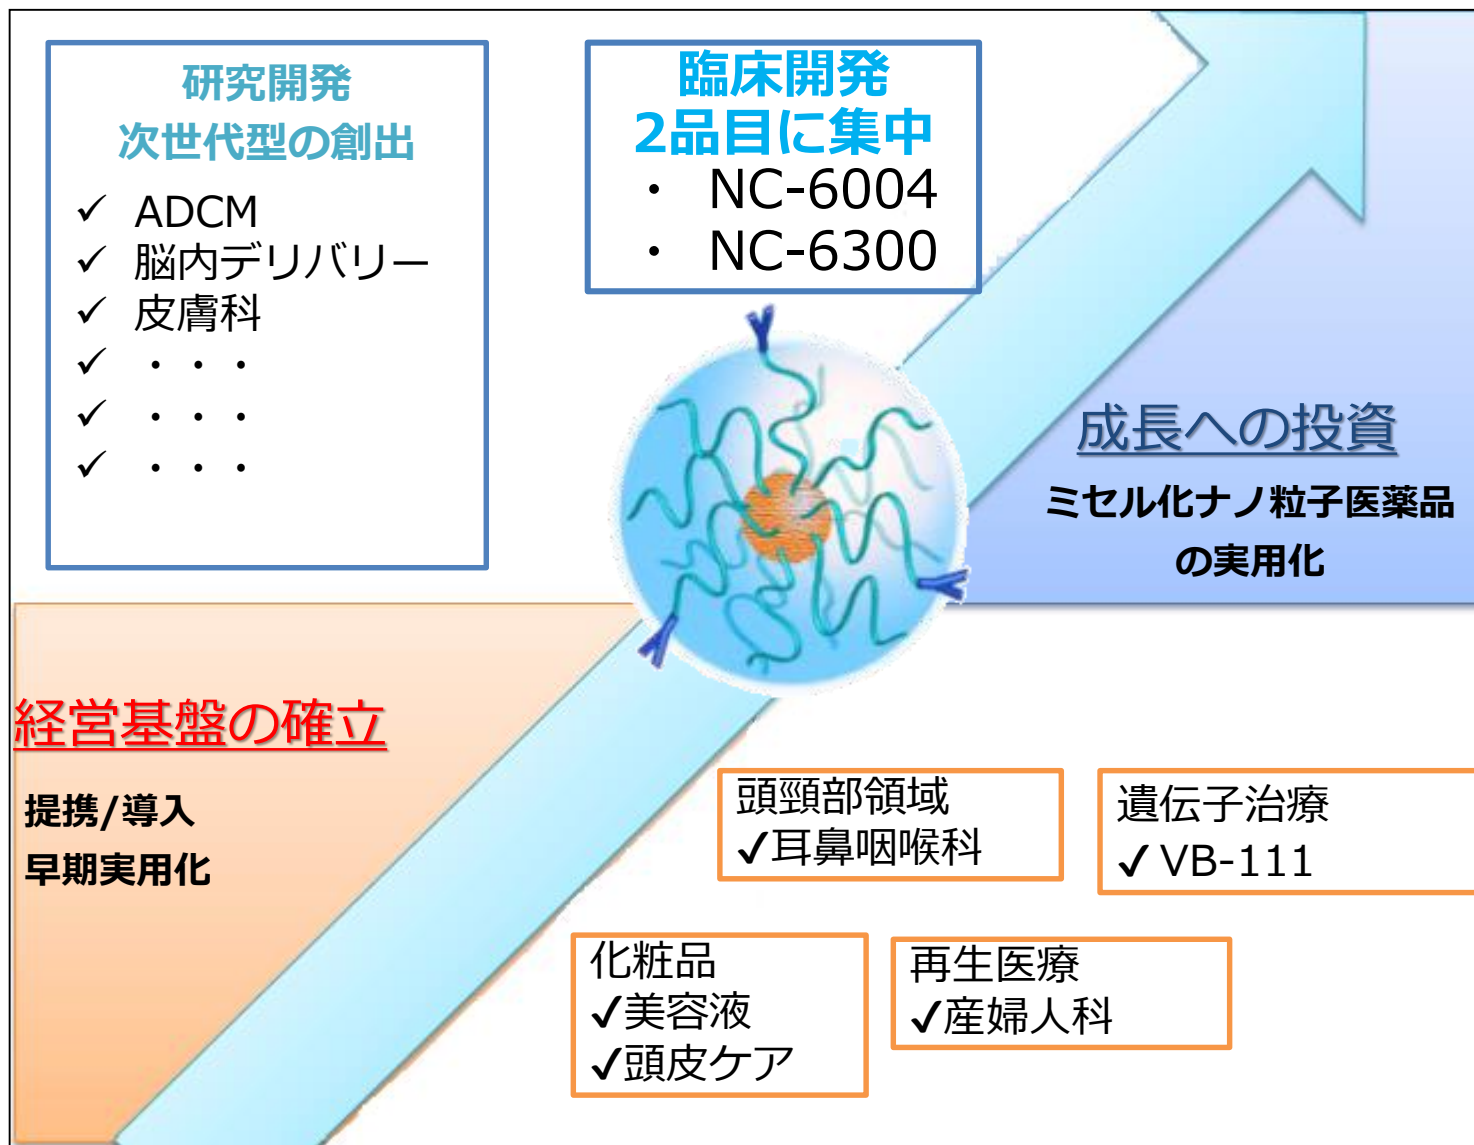 研究開発
次世代型の創出
✓ ADCM
✓ 脳内デリバリー
✓ 皮膚科
✓ ・・・
✓ ・・・
✓ ・・・
臨床開発
2品目に集中
・ NC-6004
・ NC-6300
成長への投資
ミセル化ナノ粒子医薬品
の実用化
経営基盤の確立
提携/導入
早期実用化
頭頸部領域
✓耳鼻咽喉科
遺伝子治療
✓VB-111
化粧品
✓美容液
✓頭皮ケア
再生医療
✓産婦人科